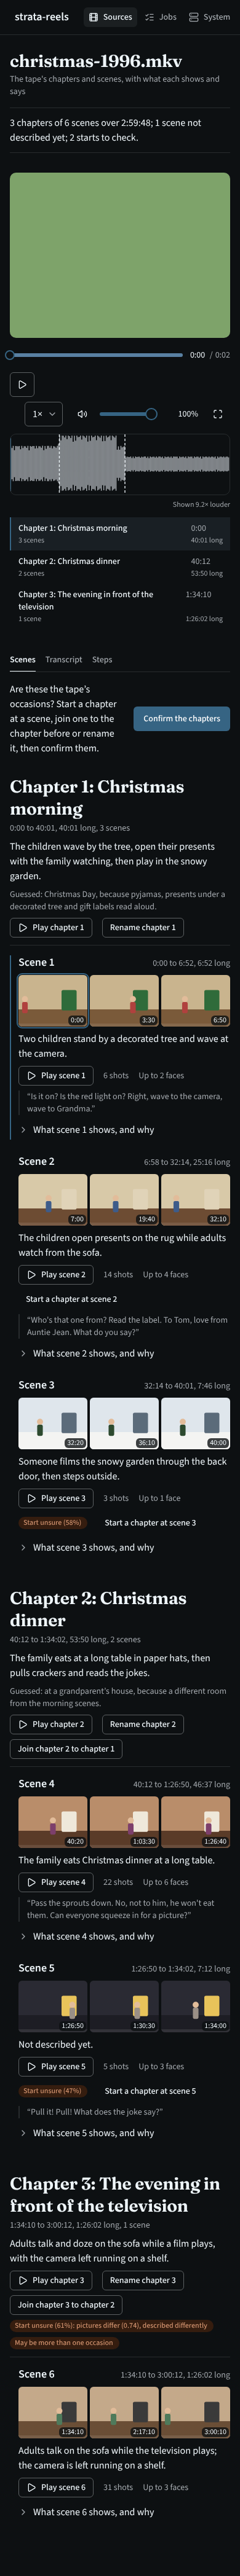 strata-reels
Sources
Jobs
System
christmas-1996.mkv
The tape's chapters and scenes, with what each shows and
says
3 chapters of 6 scenes over 2:59:48; 1 scene not
described yet; 2 starts to check.
0:00 / 0:02
1×
100%
Shown 9.2× louder
Chapter 1: Christmas morning 0:00
3 scenes 40:01 long
Chapter 2: Christmas dinner 40:12
2 scenes 53:50 long
Chapter 3: The evening in front of the 1:34:10
television
1 scene 1:26:02 long
Scenes Transcript Steps
Are these the tape's
occasions? Start a chapter
at a scene, join one to the
chapter before or rename
it, then confirm them.
Confirm the chapters
Chapter 1: Christmas
morning
0:00 to 40:01, 40:01 long, 3 scenes
The children wave by the tree, open their presents
with the family watching, then play in the snowy
garden.
Guessed: Christmas Day, because pyjamas, presents under a
decorated tree and gift labels read aloud.
Play chapter 1 Rename chapter 1
Scene 1 0:00 to 6:52, 6:52 long
0:00 3:30 6:50
Two children stand by a decorated tree and wave at
the camera.
Play scene 1 6 shots Up to 2 faces
“Is it on? Is the red light on? Right, wave to the camera,
wave to Grandma.”
What scene 1 shows, and why
Scene 2 6:58 to 32:14, 25:16 long
7:00 19:40 32:10
The children open presents on the rug while adults
watch from the sofa.
Play scene 2 14 shots Up to 4 faces
Start a chapter at scene 2
“Who's that one from? Read the label. To Tom, love from
Auntie Jean. What do you say?”
What scene 2 shows, and why
Scene 3 32:14 to 40:01, 7:46 long
32:20 36:10 40:00
Someone films the snowy garden through the back
door, then steps outside.
Play scene 3 3 shots Up to 1 face
Start unsure (58%) Start a chapter at scene 3
What scene 3 shows, and why
Chapter 2: Christmas
dinner
40:12 to 1:34:02, 53:50 long, 2 scenes
The family eats at a long table in paper hats, then
pulls crackers and reads the jokes.
Guessed: at a grandparent's house, because a different room
from the morning scenes.
Play chapter 2 Rename chapter 2
Join chapter 2 to chapter 1
Scene 4 40:12 to 1:26:50, 46:37 long
40:20 1:03:30 1:26:40
The family eats Christmas dinner at a long table.
Play scene 4 22 shots Up to 6 faces
“Pass the sprouts down. No, not to him, he won't eat
them. Can everyone squeeze in for a picture?”
What scene 4 shows, and why
Scene 5 1:26:50 to 1:34:02, 7:12 long
1:26:50 1:30:30 1:34:00
Not described yet.
Play scene 5 5 shots Up to 3 faces
Start unsure (47%) Start a chapter at scene 5
“Pull it! Pull! What does the joke say?”
What scene 5 shows, and why
Chapter 3: The evening in
front of the television
1:34:10 to 3:00:12, 1:26:02 long, 1 scene
Adults talk and doze on the sofa while a film plays,
with the camera left running on a shelf.
Play chapter 3 Rename chapter 3
Join chapter 3 to chapter 2
Start unsure (61%): pictures differ (0.74), described differently
May be more than one occasion
Scene 6 1:34:10 to 3:00:12, 1:26:02 long
1:34:10 2:17:10 3:00:10
Adults talk on the sofa while the television plays;
the camera is left running on a shelf.
Play scene 6 31 shots Up to 3 faces
What scene 6 shows, and why